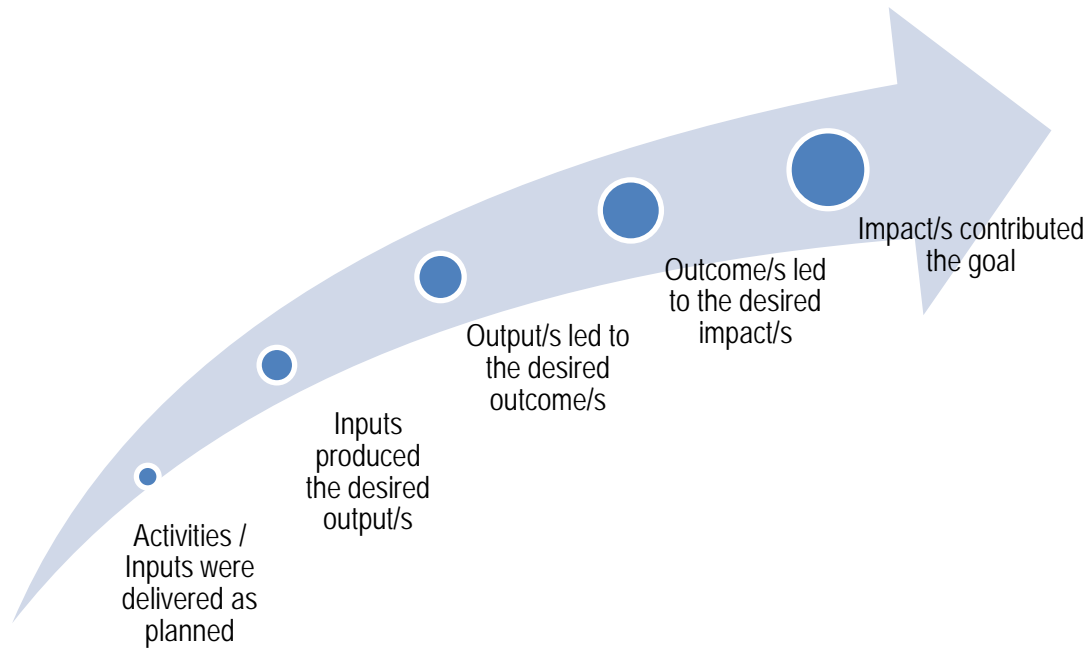 Activities /
Inputs were
delivered as
planned
Inputs
produced
the desired
output/s
Output/s led to
the desired
outcome/s
Outcome/s led
to the desired
impact/s
Impact/s contributed
the goal